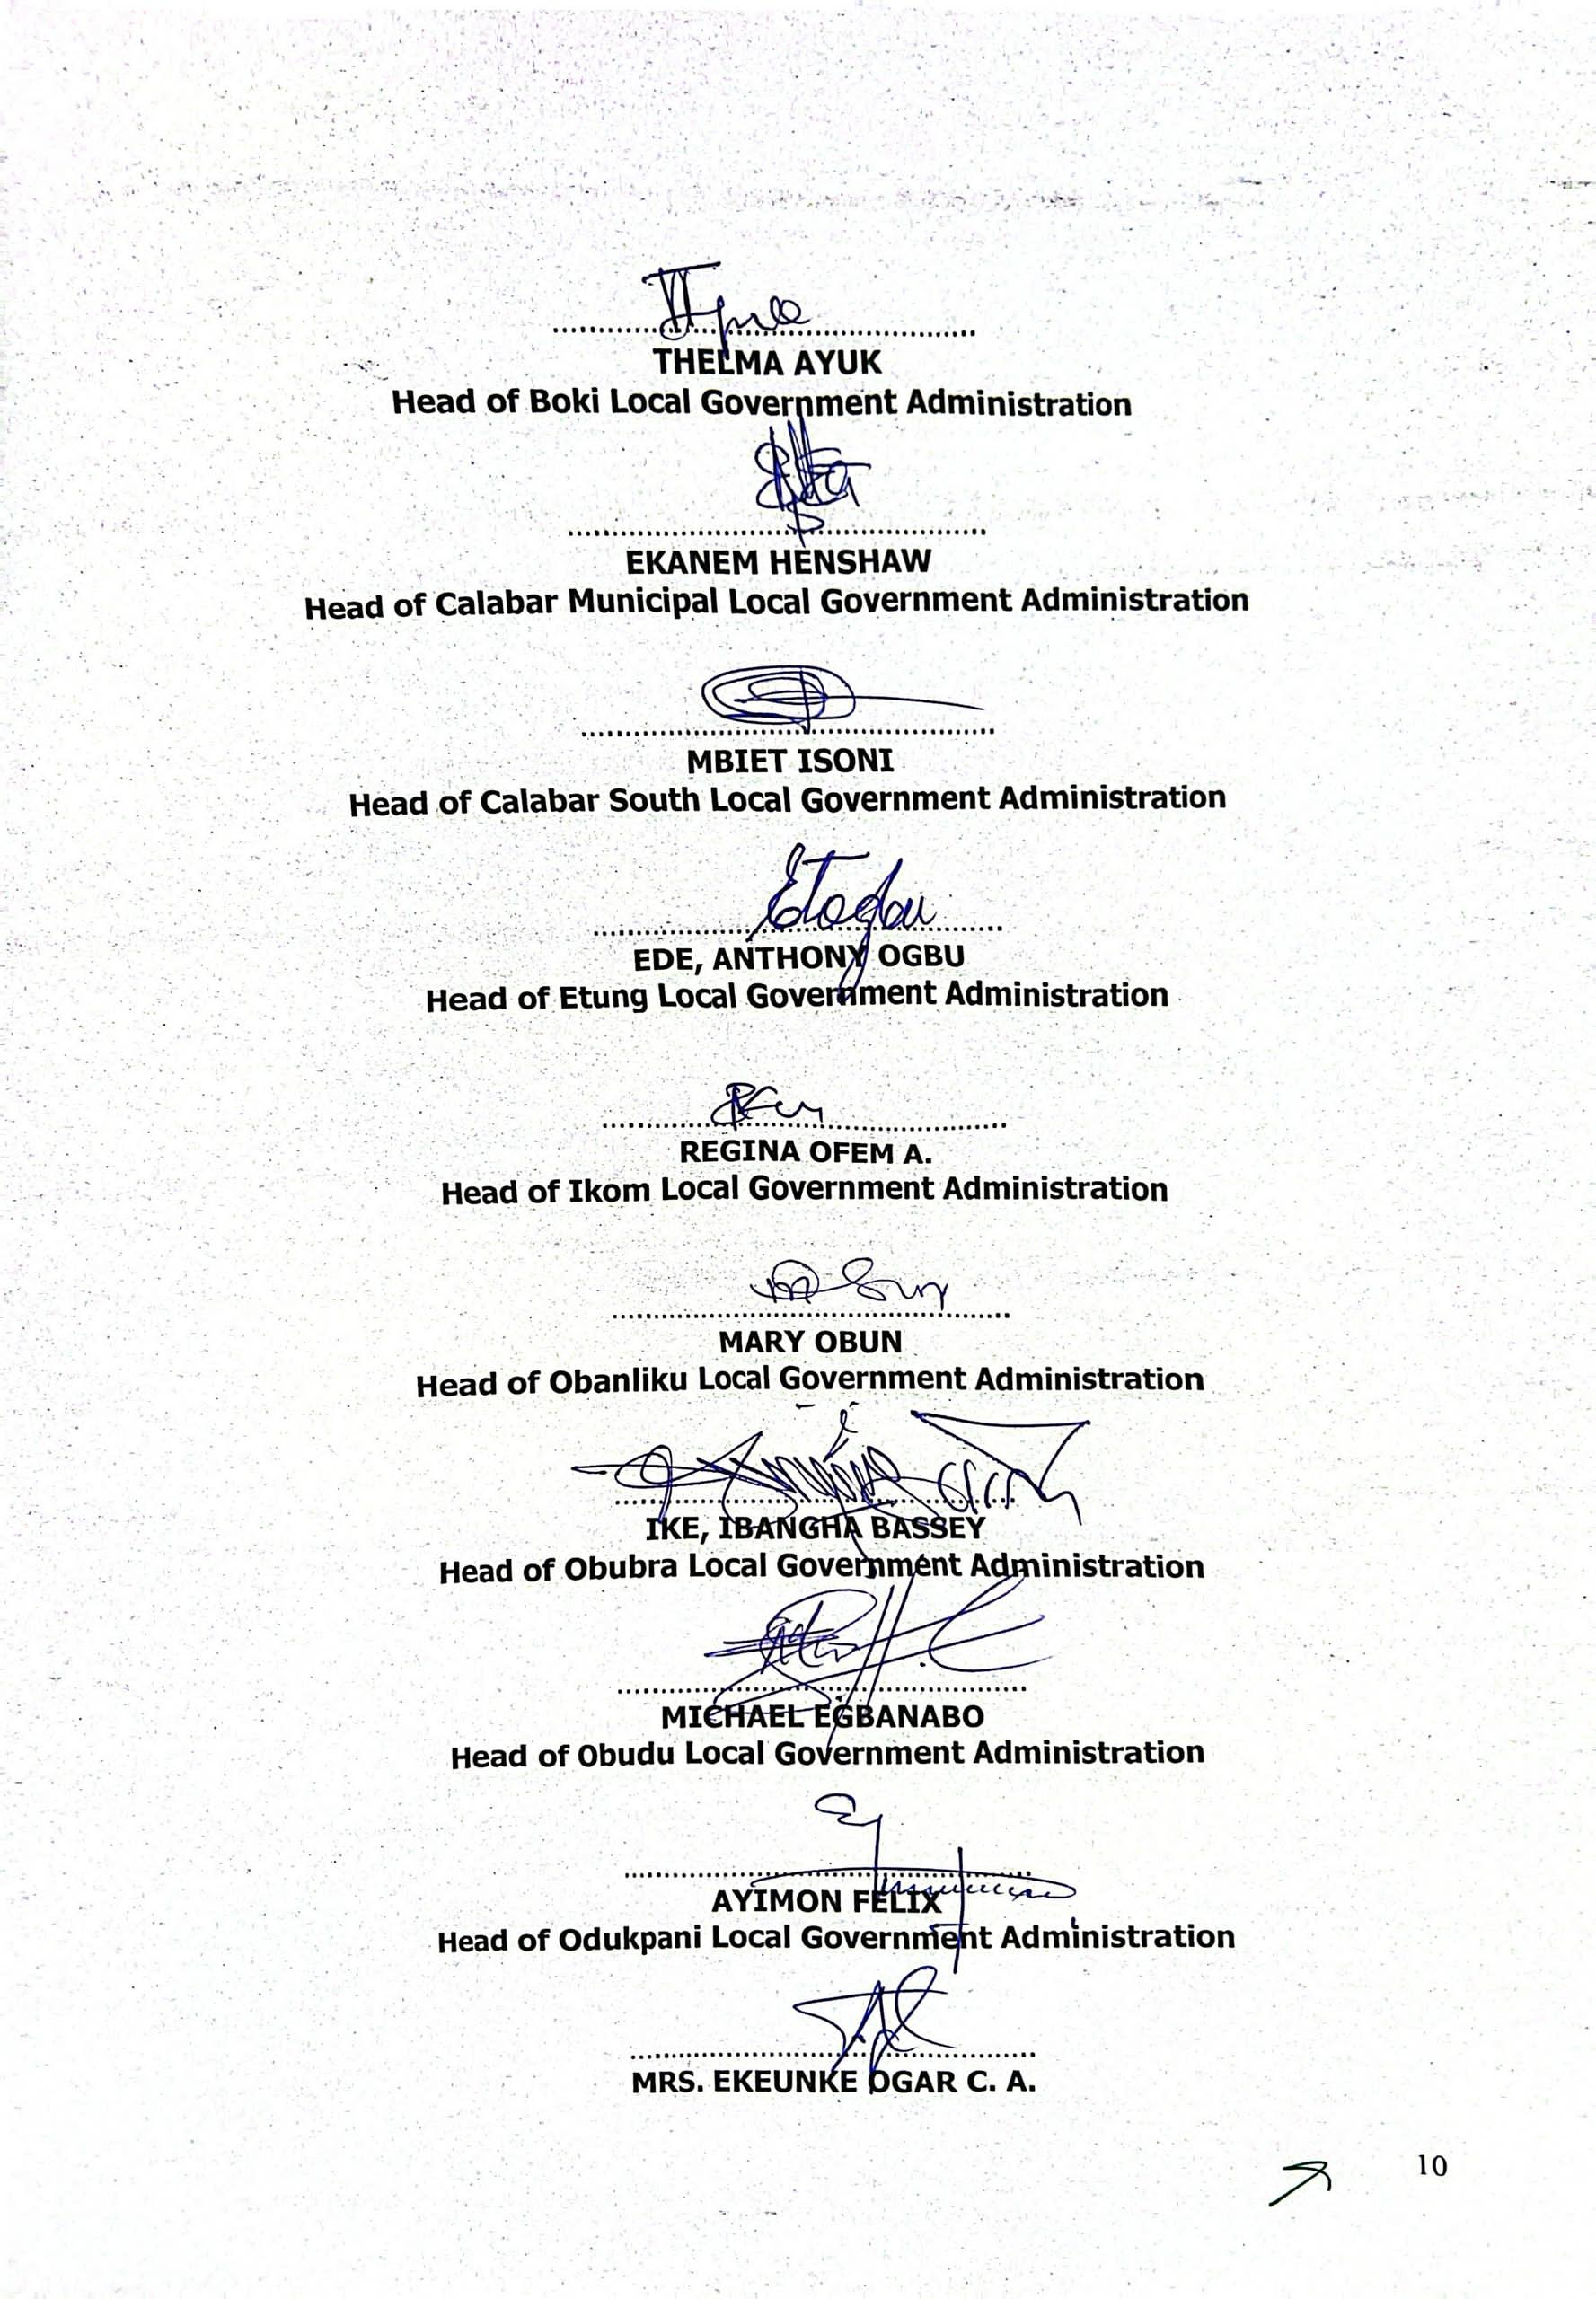 THELMA AYUK
Head of Boki Local Government Administration
EKANEM HENSHAW
Head of Calabar Municipal Local Government Administration
MBIET ISONI
Head of Calabar South Local Government Administration
EDE, ANTHONY OGBU
Head of Etung Local Government Administration
REGINA OFEM A.
Head of Ikom Local Government Administration
MARY OBUN
Head of Obanliku Local Government Administration
IKE, IBANGHA BASSEY
Head of Obubra Local Government Administration
MICHAEL EGBANABO
Head of Obudu Local Government Administration
AYIMON FELIX
Head of Odukpani Local Government Administration
MRS. EKEUNKE OGAR C. A.
10